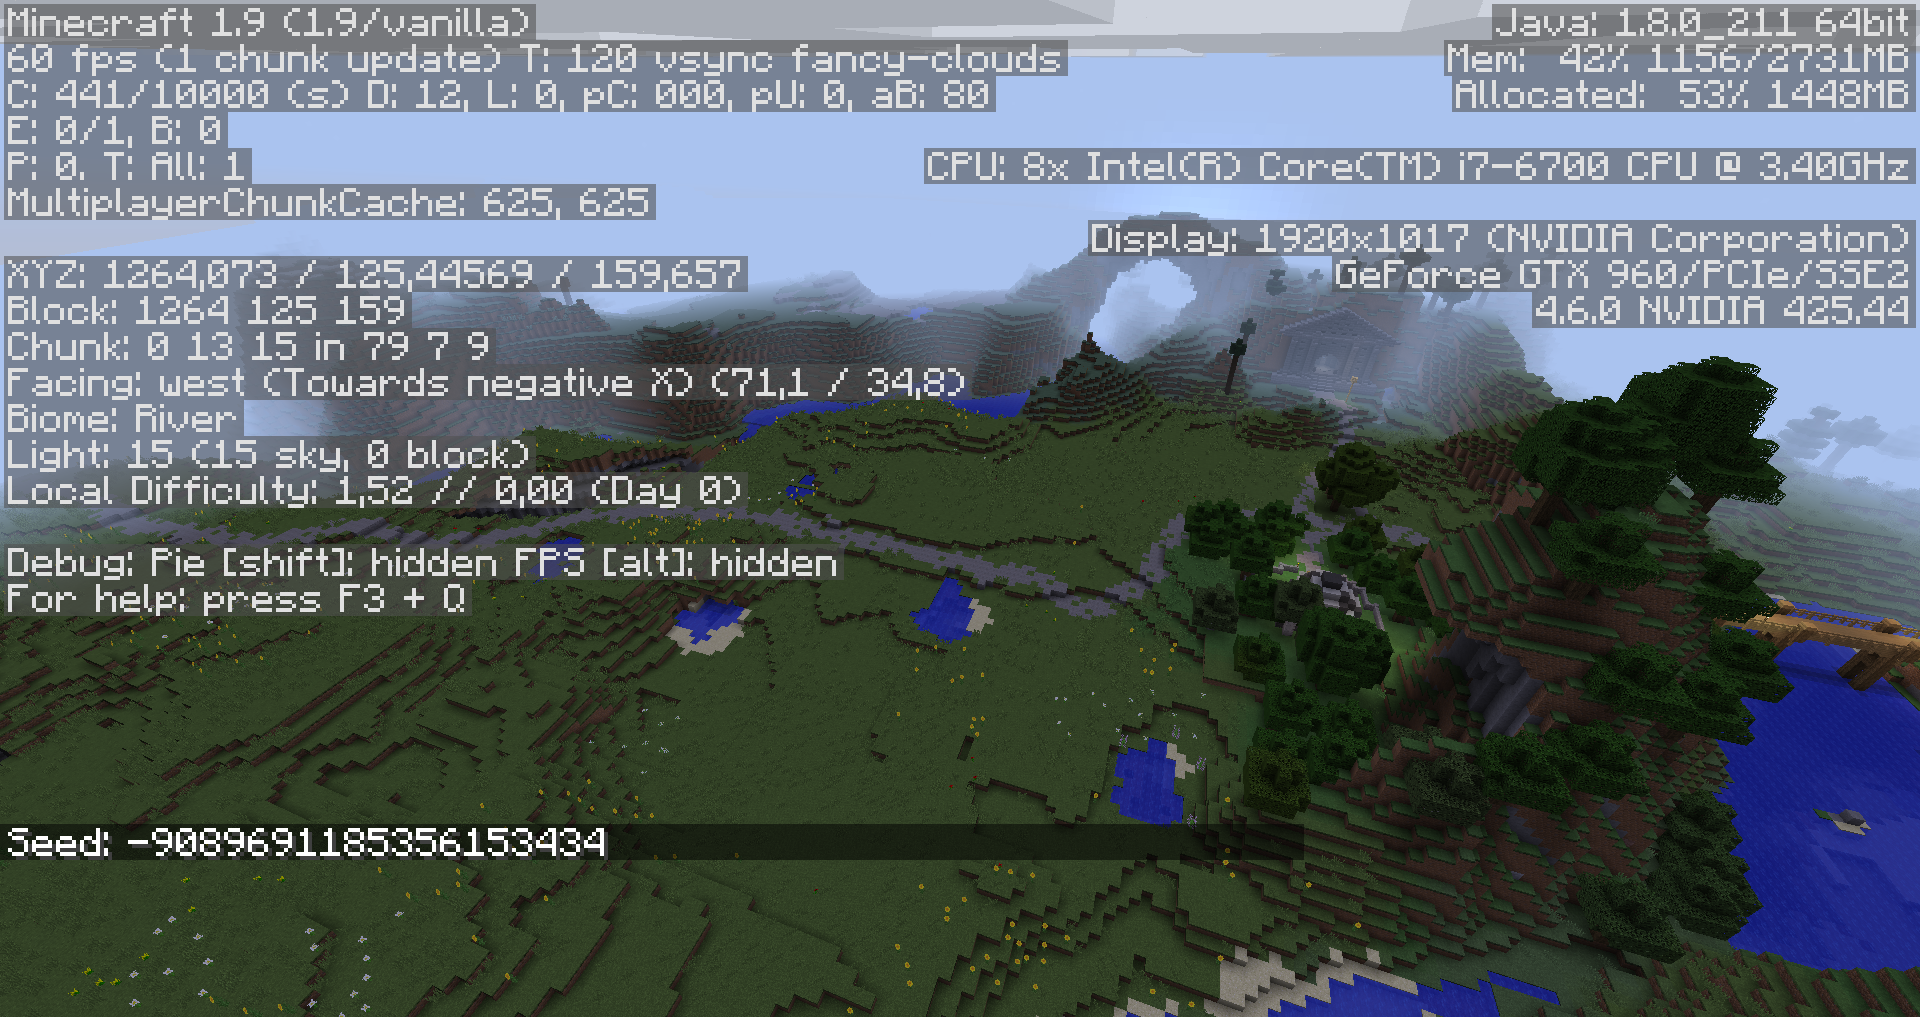 Minecraft 1.9 (1.9/vanilla)
60 fps (1 chunk update) T: 120 vsync fancy-clouds
C: 441/10000 (s) D: 12, L: 0, pC: 000, pU: 0, aB: 80
E: 0/1, B: 0
P: 0. T: All: 1
MultiplayerChunkCache: 625, 625
XYZ: 1264,073 / 125,44569 / 159,657
Block: 1264 125 159
Chunk: 0 13 15 in 79 7 9
Facing: west (Towards negative X) (71,1 / 34,8)
Biome: River
Light: 15 (15 sky, 0 block)
Local Difficulty: 1,52 // 0,00 (Day 0)
Debug: Pie [shift]: hidden FPS [alt]: hidden
For help: press F3 + Q
Seed: -9089691185356153434
Java: 1.8.0_211 64bit
Mem: 42% 1156/2731MB
Allocated: 53% 1448MB
CPU: 8x Intel(R) Core(TM) i7-6700 CPU @ 3.40GHz
Display: 1920x1017 (NVIDIA Corporation)
GeForce GTX 960/PCIe/SSE2
4.6.0 NVIDIA 425.44